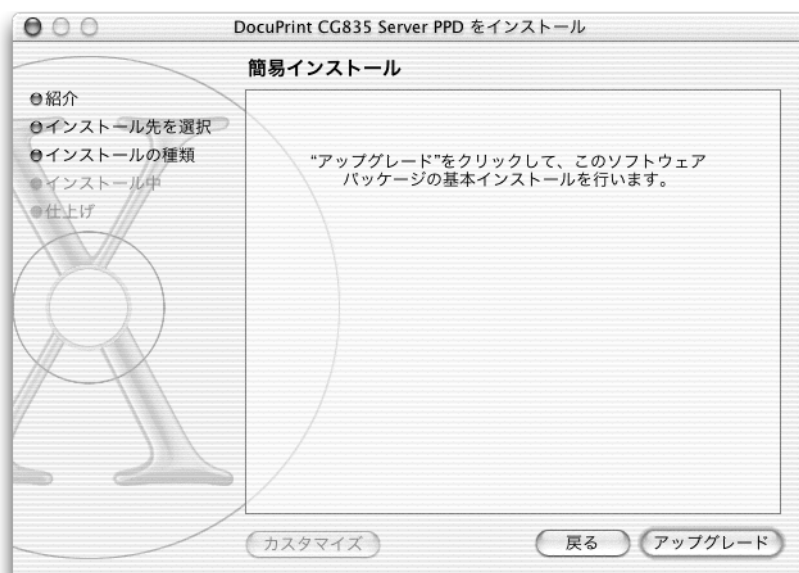 DocuPrint CG835 Server PPD をインストール
簡易インストール
紹介
インストール先を選択
インストールの種類
インストール中
仕上げ
“アップグレード”をクリックして、このソフトウェア
パッケージの基本インストールを行います。
カスタマイズ
戻る
アップグレード